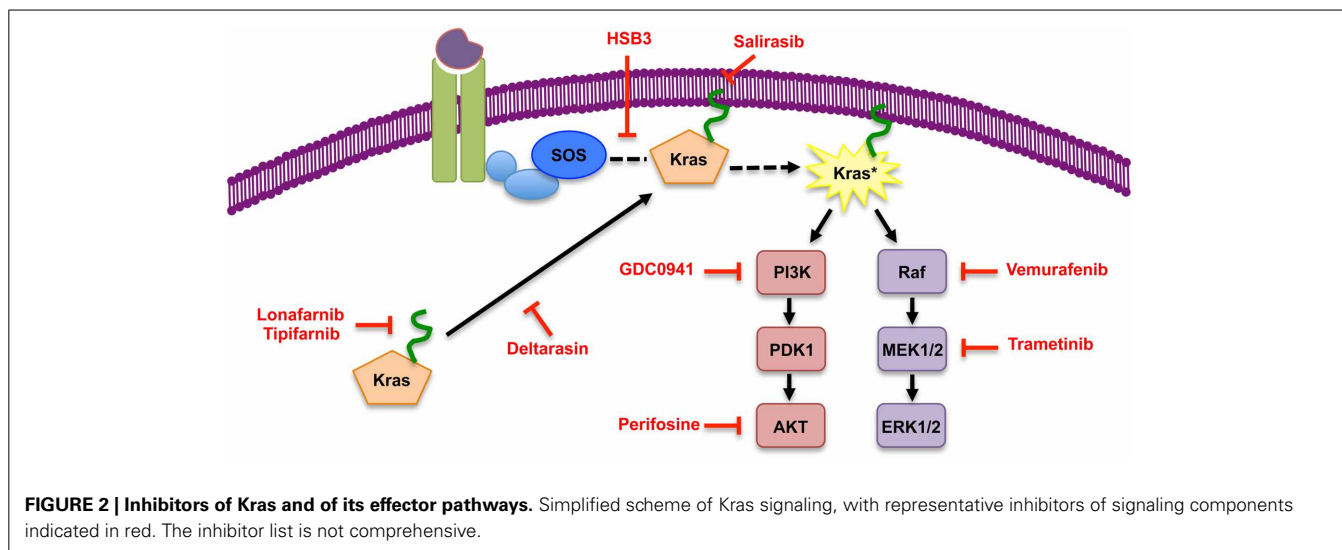 HSB3
Salirasib
SOS
Kras
Kras*
GDC0941
PI3K
Raf
Vemurafenib
Lonafarnib
Tipifarnib
Deltarasin
PDK1
MEK1/2
Trametinib
Kras
Perifosine
AKT
ERK1/2
FIGURE 2 | Inhibitors of Kras and of its effector pathways. Simplified scheme of Kras signaling, with representative inhibitors of signaling components
indicated in red. The inhibitor list is not comprehensive.